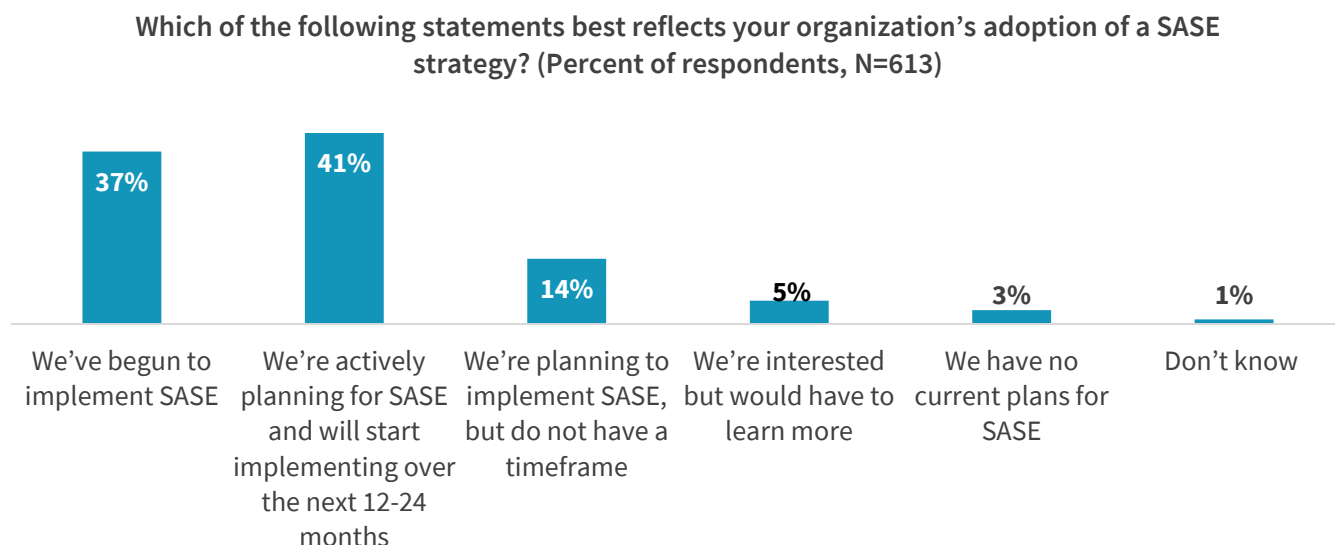 Which of the following statements best reflects your organization’s adoption of a SASE
strategy? (Percent of respondents, N=613)
37%
41%
14%
5%
3%
1%
We’ve begun to
implement SASE
We’re actively
planning for SASE
and will start
implementing over
the next 12-24
months
We’re planning to
implement SASE,
but do not have a
timeframe
We’re interested
but would have to
learn more
We have no
current plans for
SASE
Don’t know